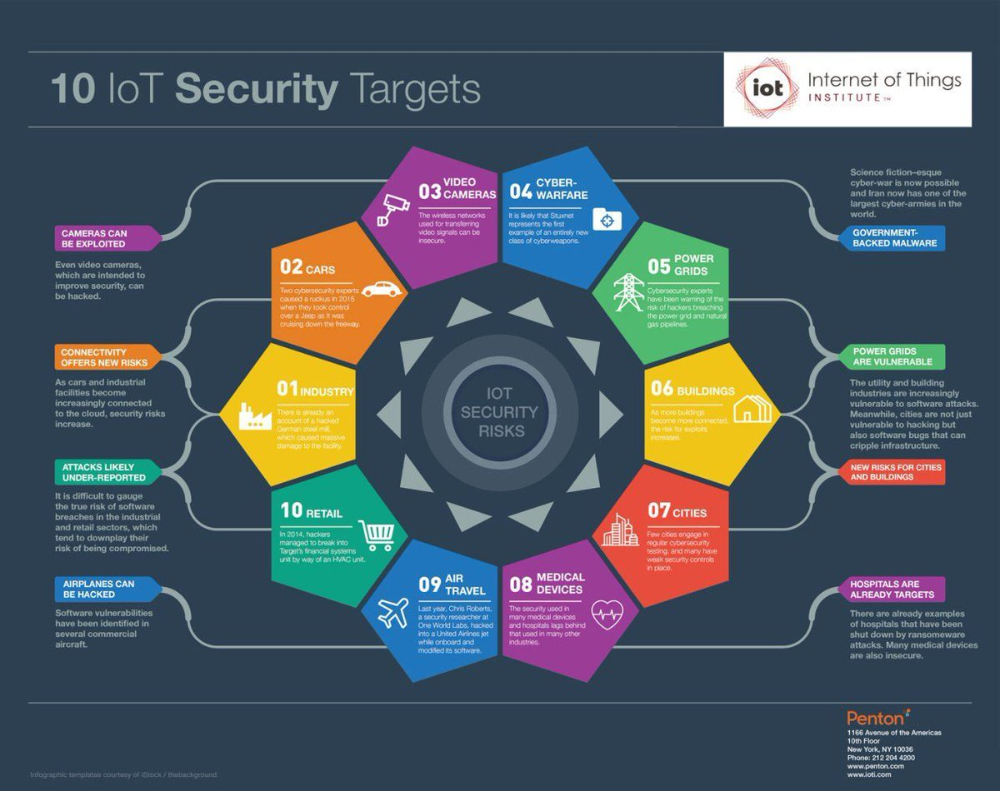 10 IoT Security Targets
iot
Internet of Things
INSTITUTE™
03 VIDEO
CAMERAS
The wireless networks
used for transferring
video signals can be
insecure.
04 CYBER-
WARFARE
It is likely that Stuxnet
represents the first
example of an entirely new
class of cyberweapons.
02 CARS
Two cybersecurity experts
caused a ruckus in 2015
when they took control
over a Jeep as it was
cruising down the freeway.
05 POWER
GRIDS
Cybersecurity experts
have been warning of the
risk of hackers breaching
the power grid and natural
gas pipelines.
01 INDUSTRY
There is already an
account of a hacked
German steel mill,
which caused massive
damage to the facility.
IOT
SECURITY
RISKS
06 BUILDINGS
As more buildings
become more connected,
the risk for exploits
increases.
10 RETAIL
In 2014, hackers
managed to break into
Target's financial systems
unit by way of an HVAC unit.
07 CITIES
Few cities engage in
regular cybersecurity
testing, and many have
weak security controls
in place.
09 AIR
TRAVEL
Last year, Chris Roberts,
a security researcher at
One World Labs, hacked
into a United Airlines jet
while onboard and
modified its software.
08 MEDICAL
DEVICES
The security used in
many medical devices
and hospitals lags behind
that used in many other
industries.
CAMERAS CAN
BE EXPLOITED
Even video cameras,
which are intended to
improve security, can
be hacked.
CONNECTIVITY
OFFERS NEW RISKS
As cars and industrial
facilities become
increasingly connected
to the cloud, security risks
increase.
ATTACKS LIKELY
UNDER-REPORTED
It is difficult to gauge
the true risk of software
breaches in the industrial
and retail sectors, which
tend to downplay their
risk of being compromised.
AIRPLANES CAN
BE HACKED
Software vulnerabilities
have been identified in
several commercial
aircraft.
Science fiction–esque
cyber-war is now possible
and Iran now has one of the
largest cyber-armies in the
world.
GOVERNMENT-
BACKED MALWARE
POWER GRIDS
ARE VULNERABLE
The utility and building
industries are increasingly
vulnerable to software attacks.
Meanwhile, cities are not just
vulnerable to hacking but
also software bugs that can
cripple infrastructure.
NEW RISKS FOR CITIES
AND BUILDINGS
HOSPITALS ARE
ALREADY TARGETS
There are already examples
of hospitals that have been
shut down by ransomeware
attacks. Many medical devices
are also insecure.
Penton
1166 Avenue of the Americas
10th Floor
New York, NY 10036
Phone: 212 204 4200
www.penton.com
www.ioti.com
Infographic templatae courtesy of iStock / thebackground